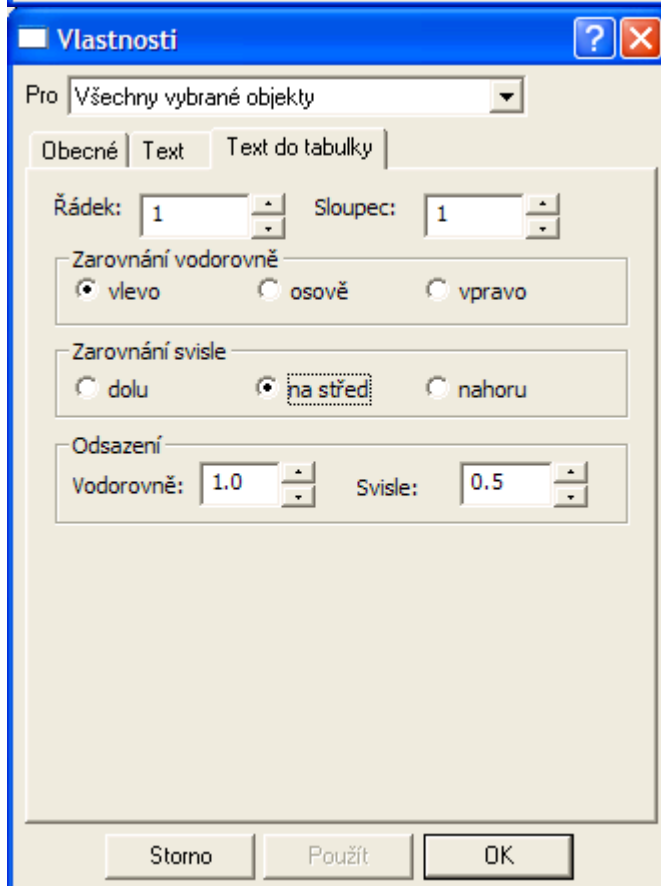 Vlastnosti
Pro Všechny vybrané objekty
Obecné Text Text do tabulky
Řádek: 1 Sloupec: 1
Zarovnání vodorovně
vlevo osově vpravo
Zarovnání svisle
dolu na střed nahoru
Odsazení
Vodorovně: 1.0 Svisle: 0.5
Storno Použít OK